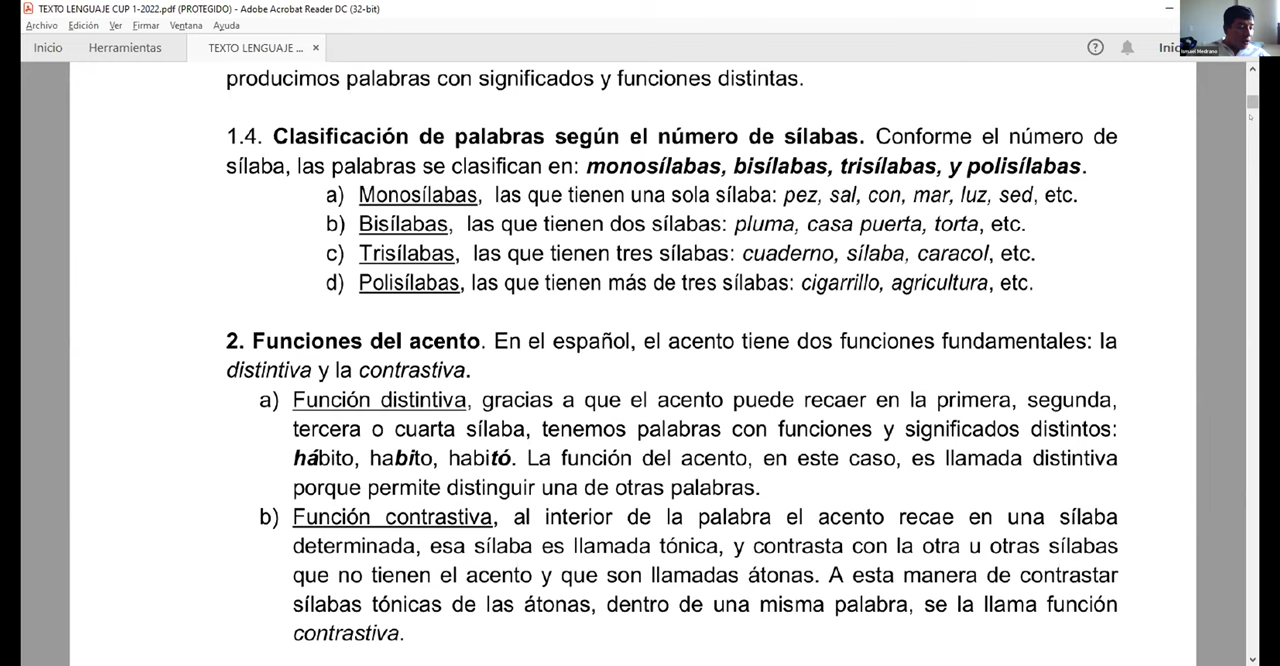 TEXTO LENGUAJE CUP 1-2022.pdf (PROTEGIDO) - Adobe Acrobat Reader DC (32-bit)
Archivo Edición Ver Firmar Ventana Ayuda
Inicio Herramientas TEXTO LENGUAJE ... ×
Ismael Medrano
producimos palabras con significados y funciones distintas.
1.4. Clasificación de palabras según el número de sílabas. Conforme el número de
sílaba, las palabras se clasifican en: monosílabas, bisílabas, trisílabas, y polisílabas.
a) Monosílabas, las que tienen una sola sílaba: pez, sal, con, mar, luz, sed, etc.
b) Bisílabas, las que tienen dos sílabas: pluma, casa puerta, torta, etc.
c) Trisílabas, las que tienen tres sílabas: cuaderno, sílaba, caracol, etc.
d) Polisílabas, las que tienen más de tres sílabas: cigarrillo, agricultura, etc.
2. Funciones del acento. En el español, el acento tiene dos funciones fundamentales: la
distintiva y la contrastiva.
a) Función distintiva, gracias a que el acento puede recaer en la primera, segunda,
tercera o cuarta sílaba, tenemos palabras con funciones y significados distintos:
hábito, habito, habitó. La función del acento, en este caso, es llamada distintiva
porque permite distinguir una de otras palabras.
b) Función contrastiva, al interior de la palabra el acento recae en una sílaba
determinada, esa sílaba es llamada tónica, y contrasta con la otra u otras sílabas
que no tienen el acento y que son llamadas átonas. A esta manera de contrastar
sílabas tónicas de las átonas, dentro de una misma palabra, se la llama función
contrastiva.